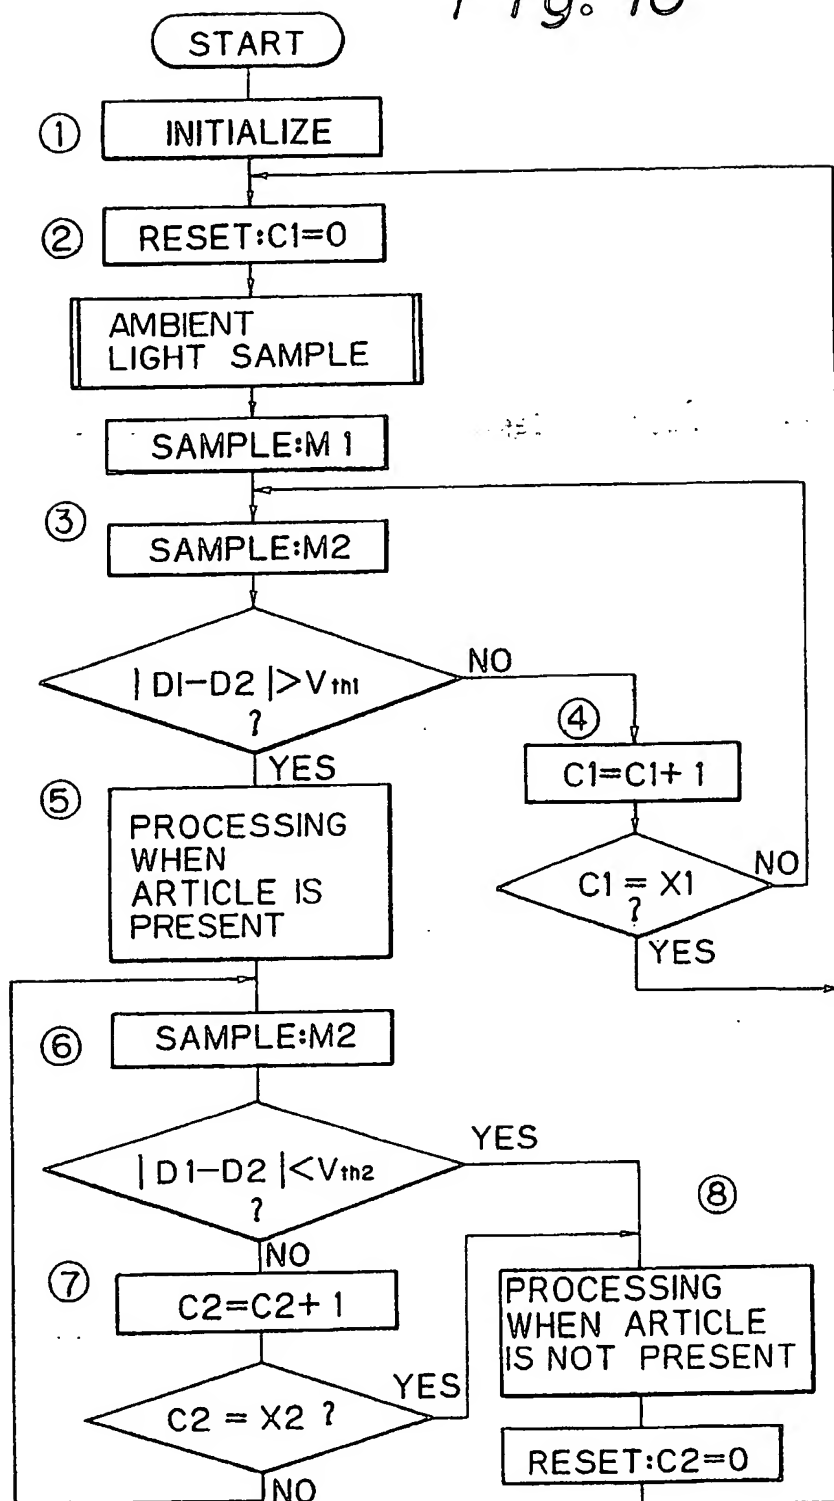 Fig. 10
START
① INITIALIZE
② RESET:C1=0
AMBIENT
LIGHT SAMPLE
SAMPLE:M1
③
SAMPLE:M2
|D1-D2|>Vth1
?
NO
YES
④
C1=C1+1
C1=X1
?
NO
YES
⑤
PROCESSING
WHEN
ARTICLE IS
PRESENT
⑥ SAMPLE:M2
|D1-D2|<Vth2
?
YES
NO
⑦ C2=C2+1
C2=X2 ?
YES
NO
⑧
PROCESSING
WHEN ARTICLE
IS NOT PRESENT
RESET:C2=0